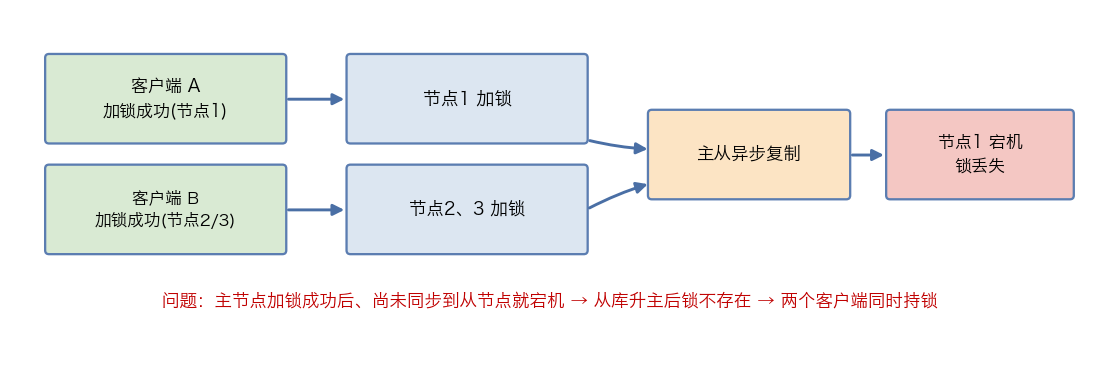 客户端 A
加锁成功(节点1)
节点1 加锁
客户端 B
加锁成功(节点2/3)
节点2、3 加锁
主从异步复制
节点1 宕机
锁丢失
问题：主节点加锁成功后、尚未同步到从节点就宕机 → 从库升主后锁不存在 → 两个客户端同时持锁